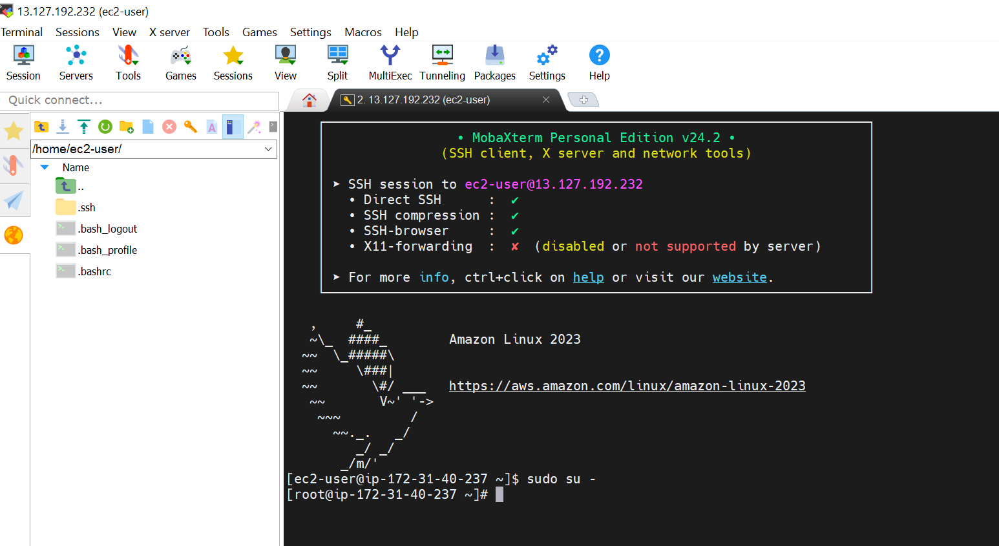 13.127.192.232 (ec2-user)
Terminal Sessions View X server Tools Games Settings Macros Help
Session Servers Tools Games Sessions View Split MultiExec Tunneling Packages Settings Help
Quick connect...
2. 13.127.192.232 (ec2-user)
/home/ec2-user/
Name
..
.ssh
.bash_logout
.bash_profile
.bashrc
• MobaXterm Personal Edition v24.2 •
(SSH client, X server and network tools)
➤ SSH session to ec2-user@13.127.192.232
• Direct SSH      :  ✔
• SSH compression :  ✔
• SSH-browser     :  ✔
• X11-forwarding  :  ✘  (disabled or not supported by server)
➤ For more info, ctrl+click on help or visit our website.
   ,     #_
   ~\_  ####_        Amazon Linux 2023
  ~~  \_#####\
  ~~     \###|
  ~~       \#/ ___   https://aws.amazon.com/linux/amazon-linux-2023
   ~~       V~' '->
    ~~~         /
      ~~._.   _/
         _/ _/
       _/m/'
[ec2-user@ip-172-31-40-237 ~]$ sudo su -
[root@ip-172-31-40-237 ~]#